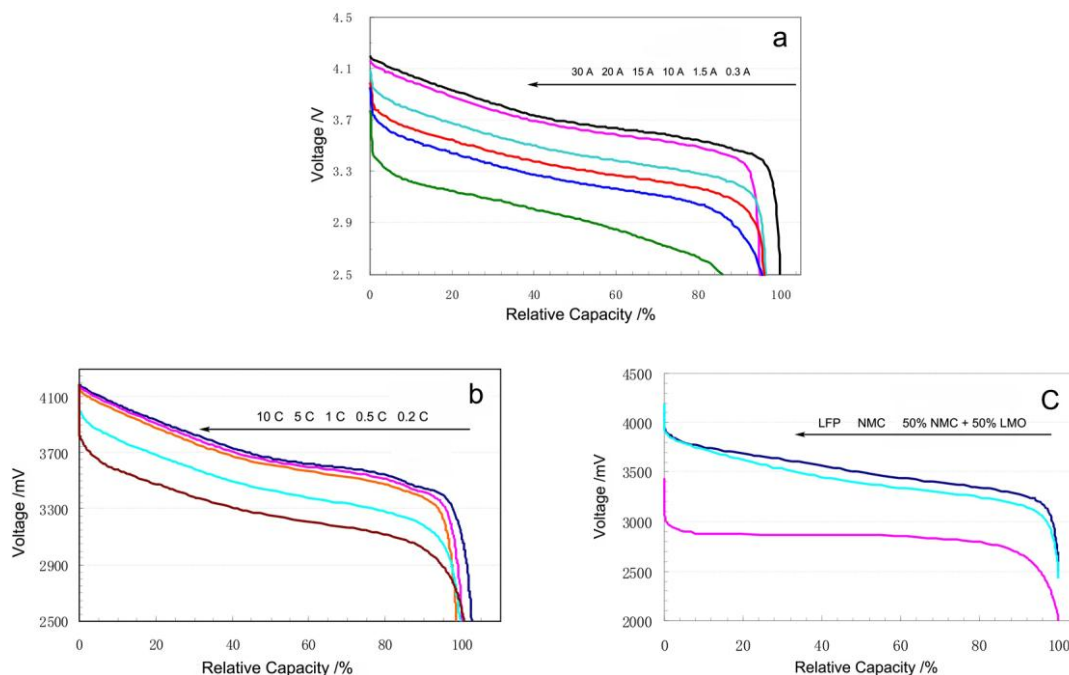 a
4.5
4.1
3.7
3.3
2.9
2.5
Voltage /V
30 A 20 A 15 A 10 A 1.5 A 0.3 A
0 20 40 60 80 100
Relative Capacity /%
b
4100
3700
3300
2900
2500
Voltage /mV
10 C 5 C 1 C 0.5 C 0.2 C
0 20 40 60 80 100
Relative Capacity /%
C
4500
4000
3500
3000
2500
2000
Voltage /mV
LFP NMC 50% NMC + 50% LMO
0 20 40 60 80 100
Relative Capacity /%